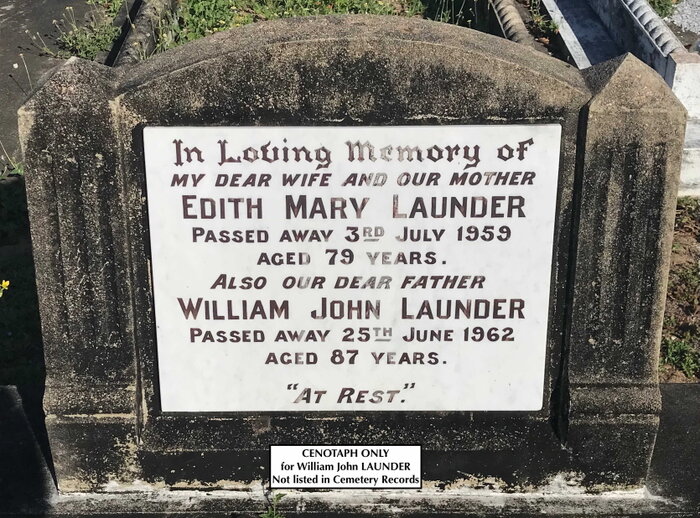 In Loving Memory of
MY DEAR WIFE AND OUR MOTHER
EDITH MARY LAUNDER
PASSED AWAY 3RD JULY 1959
AGED 79 YEARS.
ALSO OUR DEAR FATHER
WILLIAM JOHN LAUNDER
PASSED AWAY 25TH JUNE 1962
AGED 87 YEARS.
"AT REST."
CENOTAPH ONLY
for William John LAUNDER
Not listed in Cemetery Records